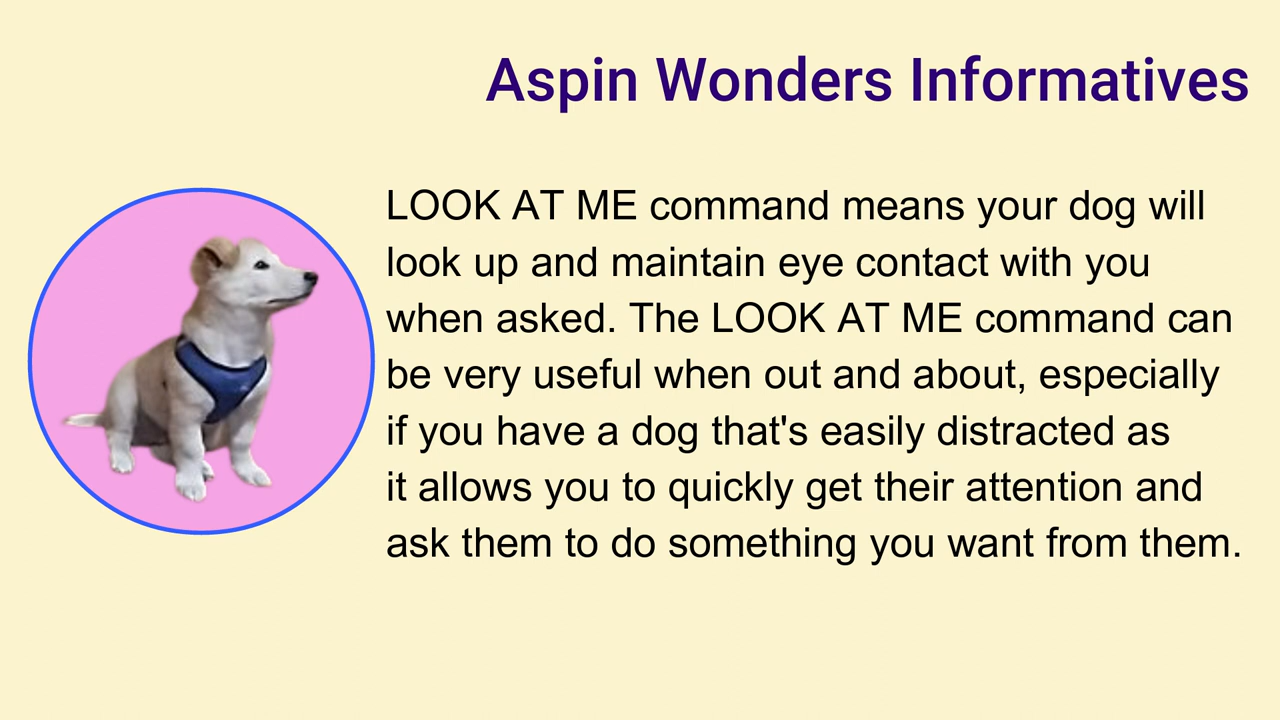 Aspin Wonders Informatives
LOOK AT ME command means your dog will
look up and maintain eye contact with you
when asked. The LOOK AT ME command can
be very useful when out and about, especially
if you have a dog that's easily distracted as
it allows you to quickly get their attention and
ask them to do something you want from them.